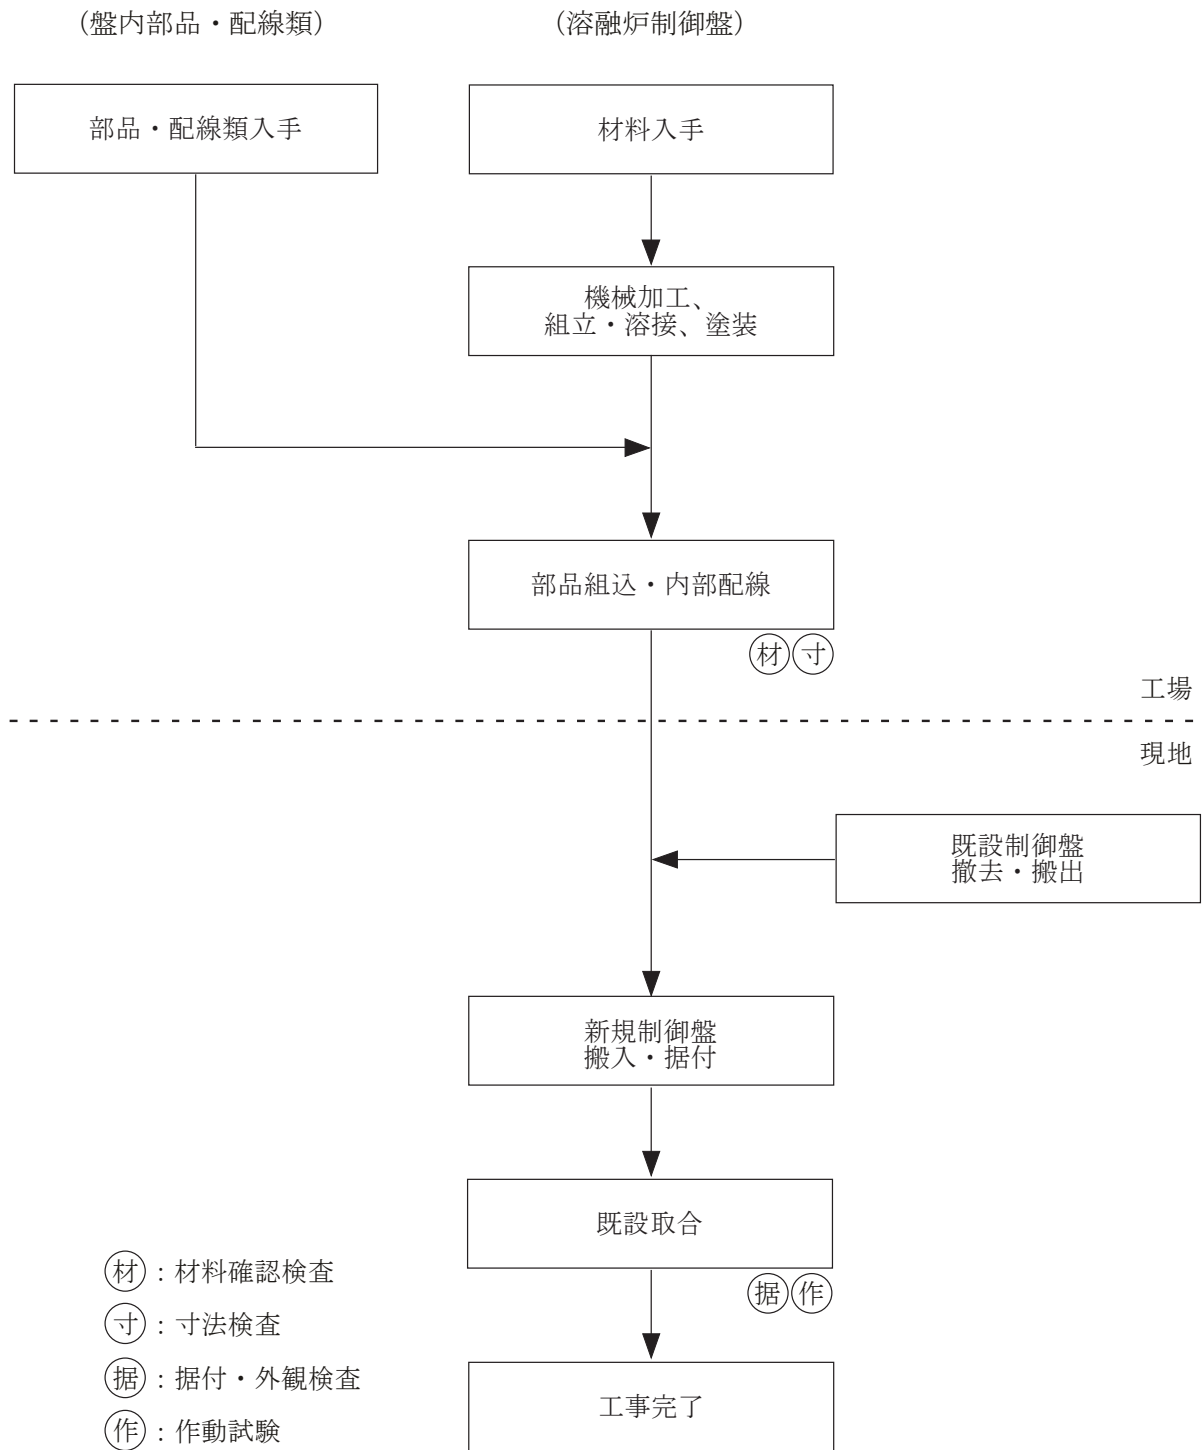 （盤内部品・配線類）
（溶融炉制御盤）
部品・配線類入手
材料入手
機械加工、
組立・溶接、塗装
部品組込・内部配線
材 寸
工場
現地
既設制御盤
撤去・搬出
新規制御盤
搬入・据付
既設取合
据 作
材：材料確認検査
寸：寸法検査
据：据付・外観検査
作：作動試験
工事完了